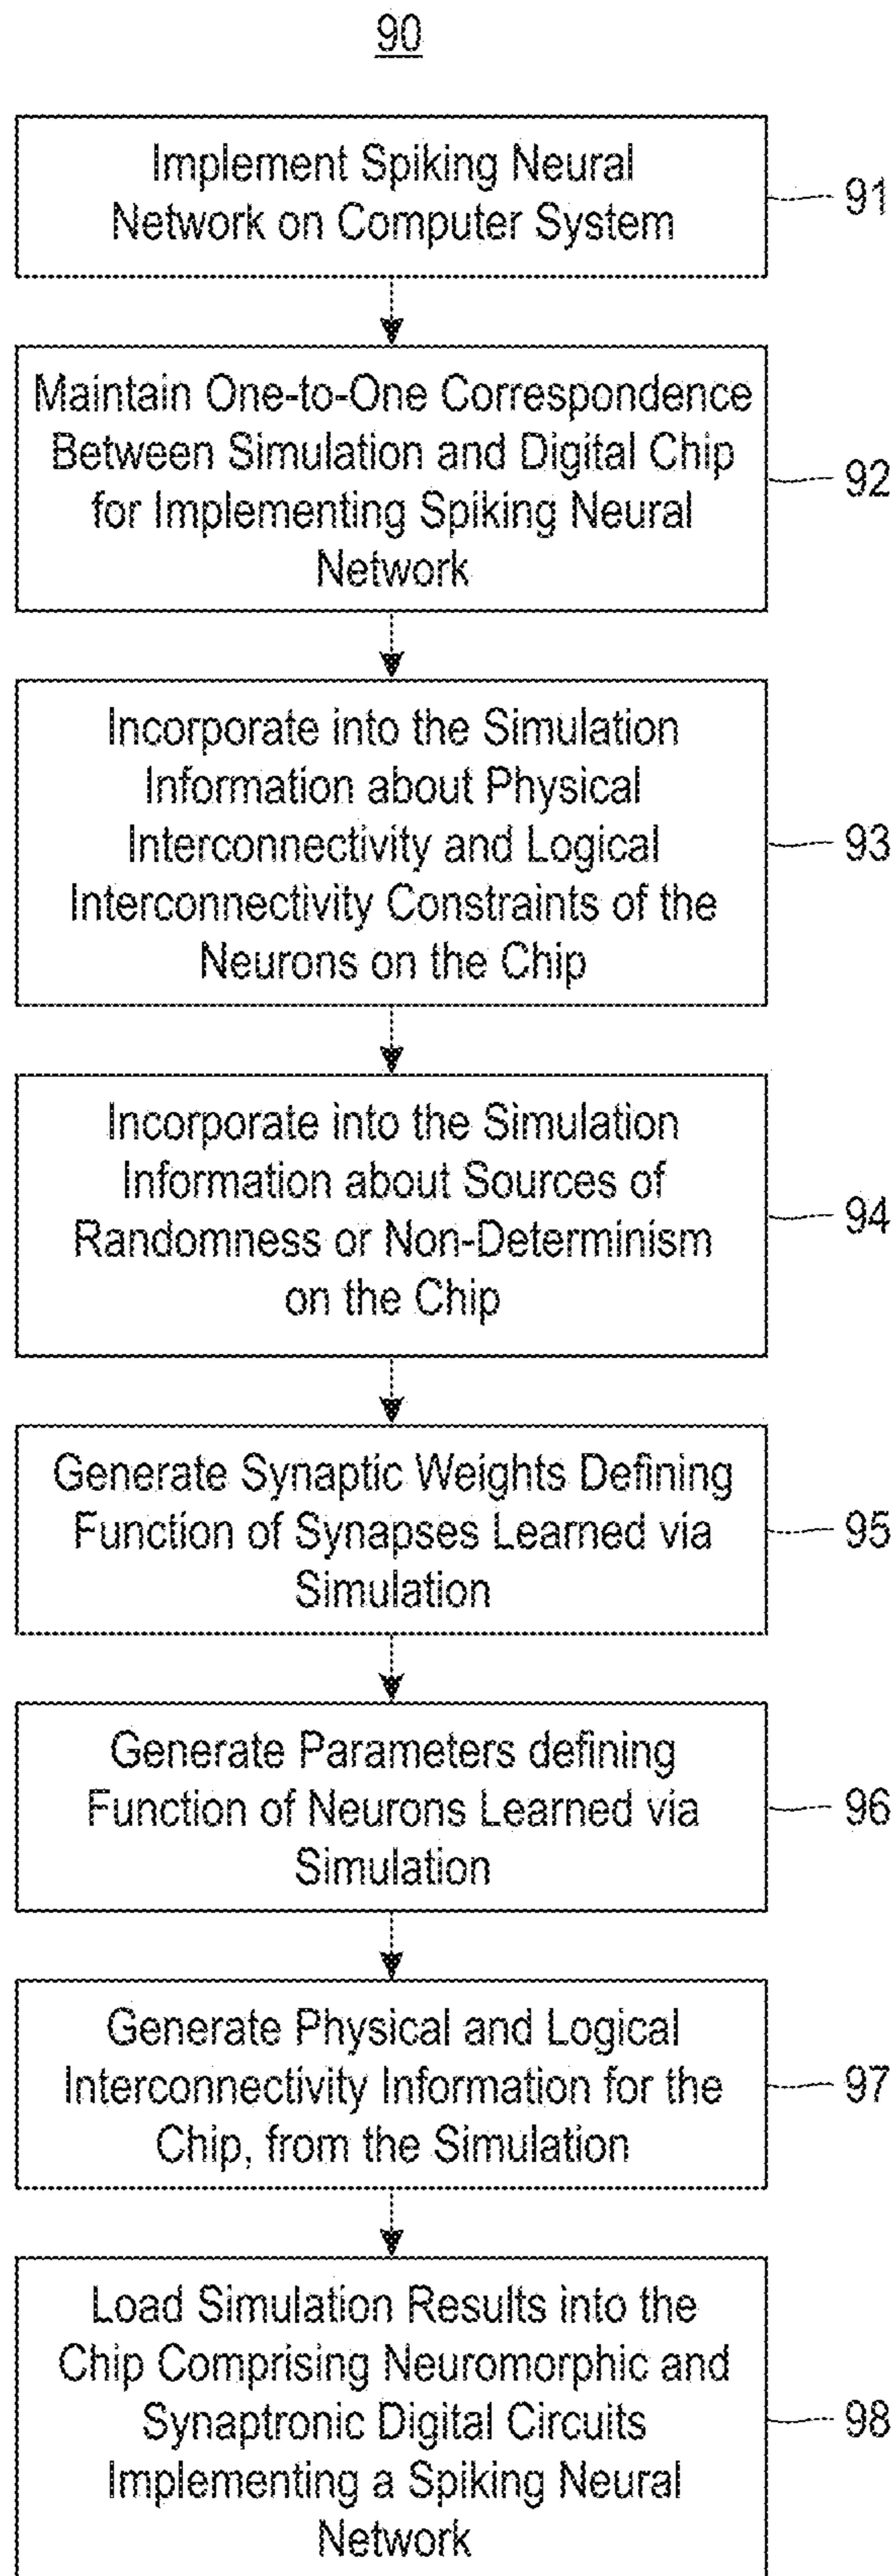 90
Implement Spiking Neural
Network on Computer System
91
Maintain One-to-One Correspondence
Between Simulation and Digital Chip
for Implementing Spiking Neural
Network
92
Incorporate into the Simulation
Information about Physical
Interconnectivity and Logical
Interconnectivity Constraints of the
Neurons on the Chip
93
Incorporate into the Simulation
Information about Sources of
Randomness or Non-Determinism
on the Chip
94
Generate Synaptic Weights Defining
Function of Synapses Learned via
Simulation
95
Generate Parameters defining
Function of Neurons Learned via
Simulation
96
Generate Physical and Logical
Interconnectivity Information for the
Chip, from the Simulation
97
Load Simulation Results into the
Chip Comprising Neuromorphic and
Synaptronic Digital Circuits
Implementing a Spiking Neural
Network
98